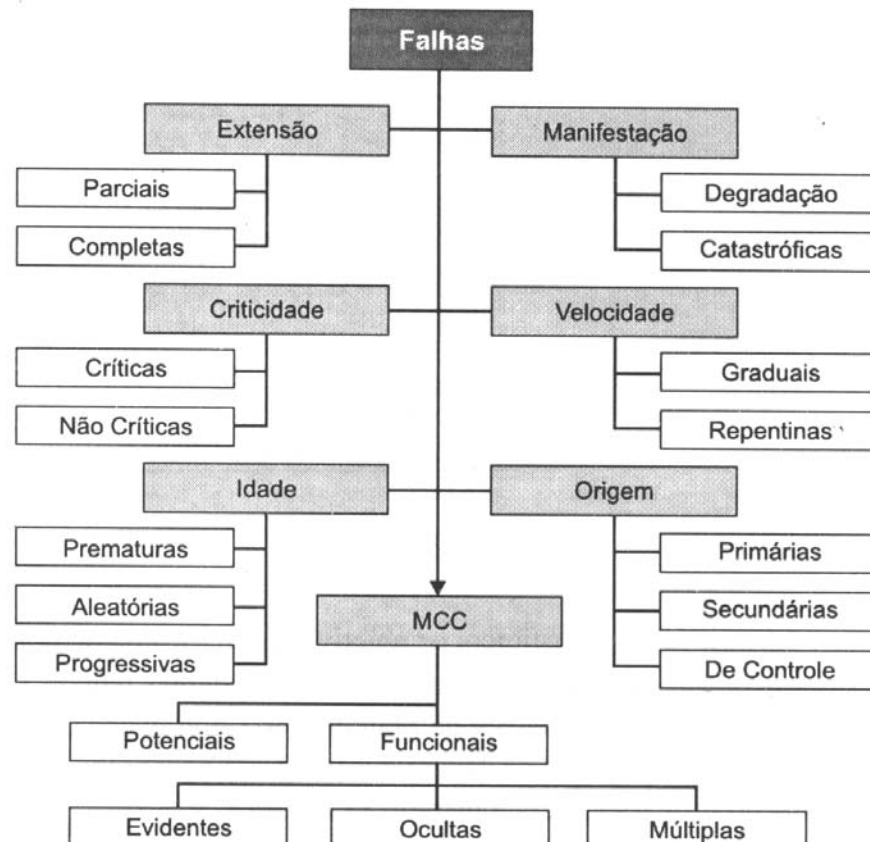 Falhas
Extensão
Manifestação
Parciais
Degradação
Completas
Catastróficas
Criticidade
Velocidade
Críticas
Graduais
Não Críticas
Repentinas
Idade
Origem
Prematuras
Primárias
Aleatórias
Secundárias
MCC
Progressivas
De Controle
Potenciais
Funcionais
Evidentes
Ocultas
Múltiplas